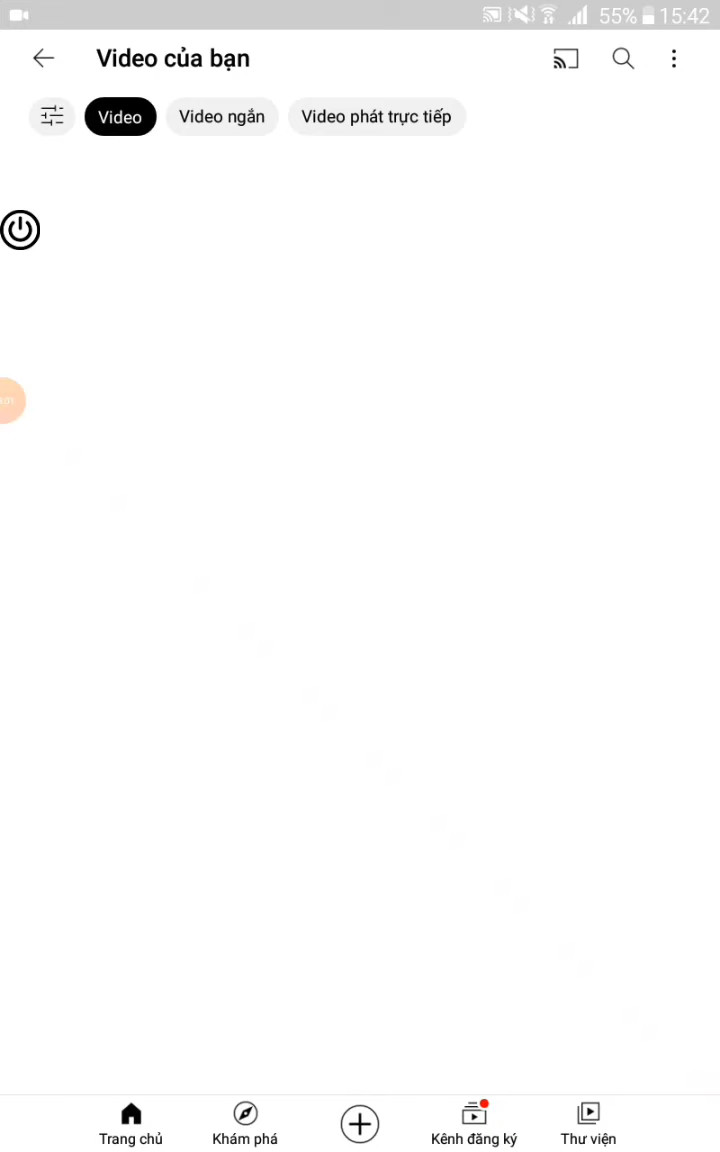 55% 15:42
Video của bạn
Video Video ngắn Video phát trực tiếp
Trang chủ Khám phá Kênh đăng ký Thư viện